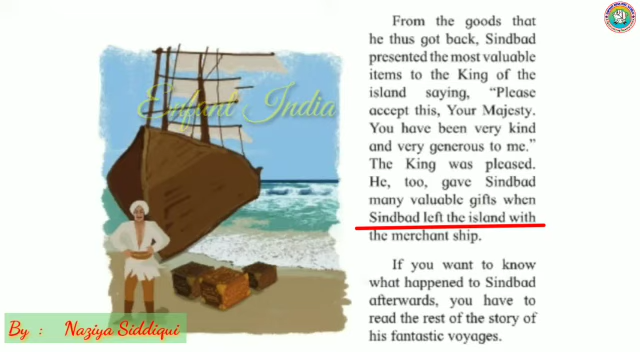 From the goods that
he thus got back, Sindbad
presented the most valuable
items to the King of the
island saying, “Please
accept this, Your Majesty.
You have been very kind
and very generous to me.”
The King was pleased.
He, too, gave Sindbad
many valuable gifts when
Sindbad left the island with
the merchant ship.
If you want to know
what happened to Sindbad
afterwards, you have to
read the rest of the story of
his fantastic voyages.
Enfant India
By : Naziya Siddiqui